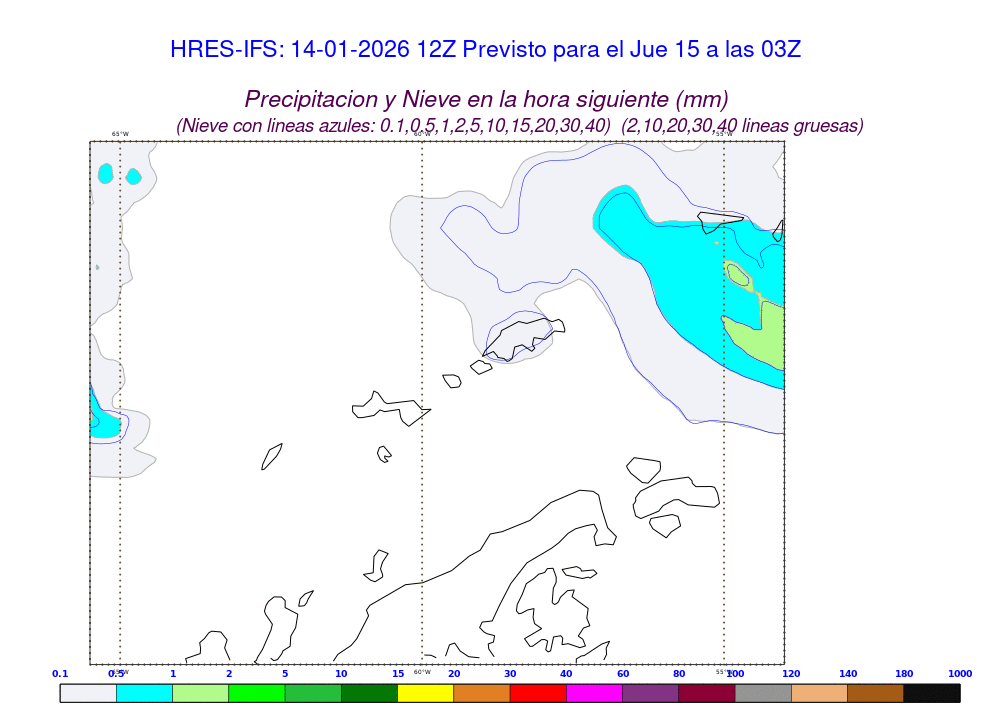 HRES-IFS: 14-01-2026 12Z Previsto para el Jue 15 a las 03Z
Precipitacion y Nieve en la hora siguiente (mm)
(Nieve con lineas azules: 0.1,0.5,1,2,5,10,15,20,30,40) (2,10,20,30,40 lineas gruesas)
65°W 60°W 55°W
65°W 60°W 55°W
0.1 0.5 1 2 5 10 15 20 30 40 60 80 100 120 140 180 1000